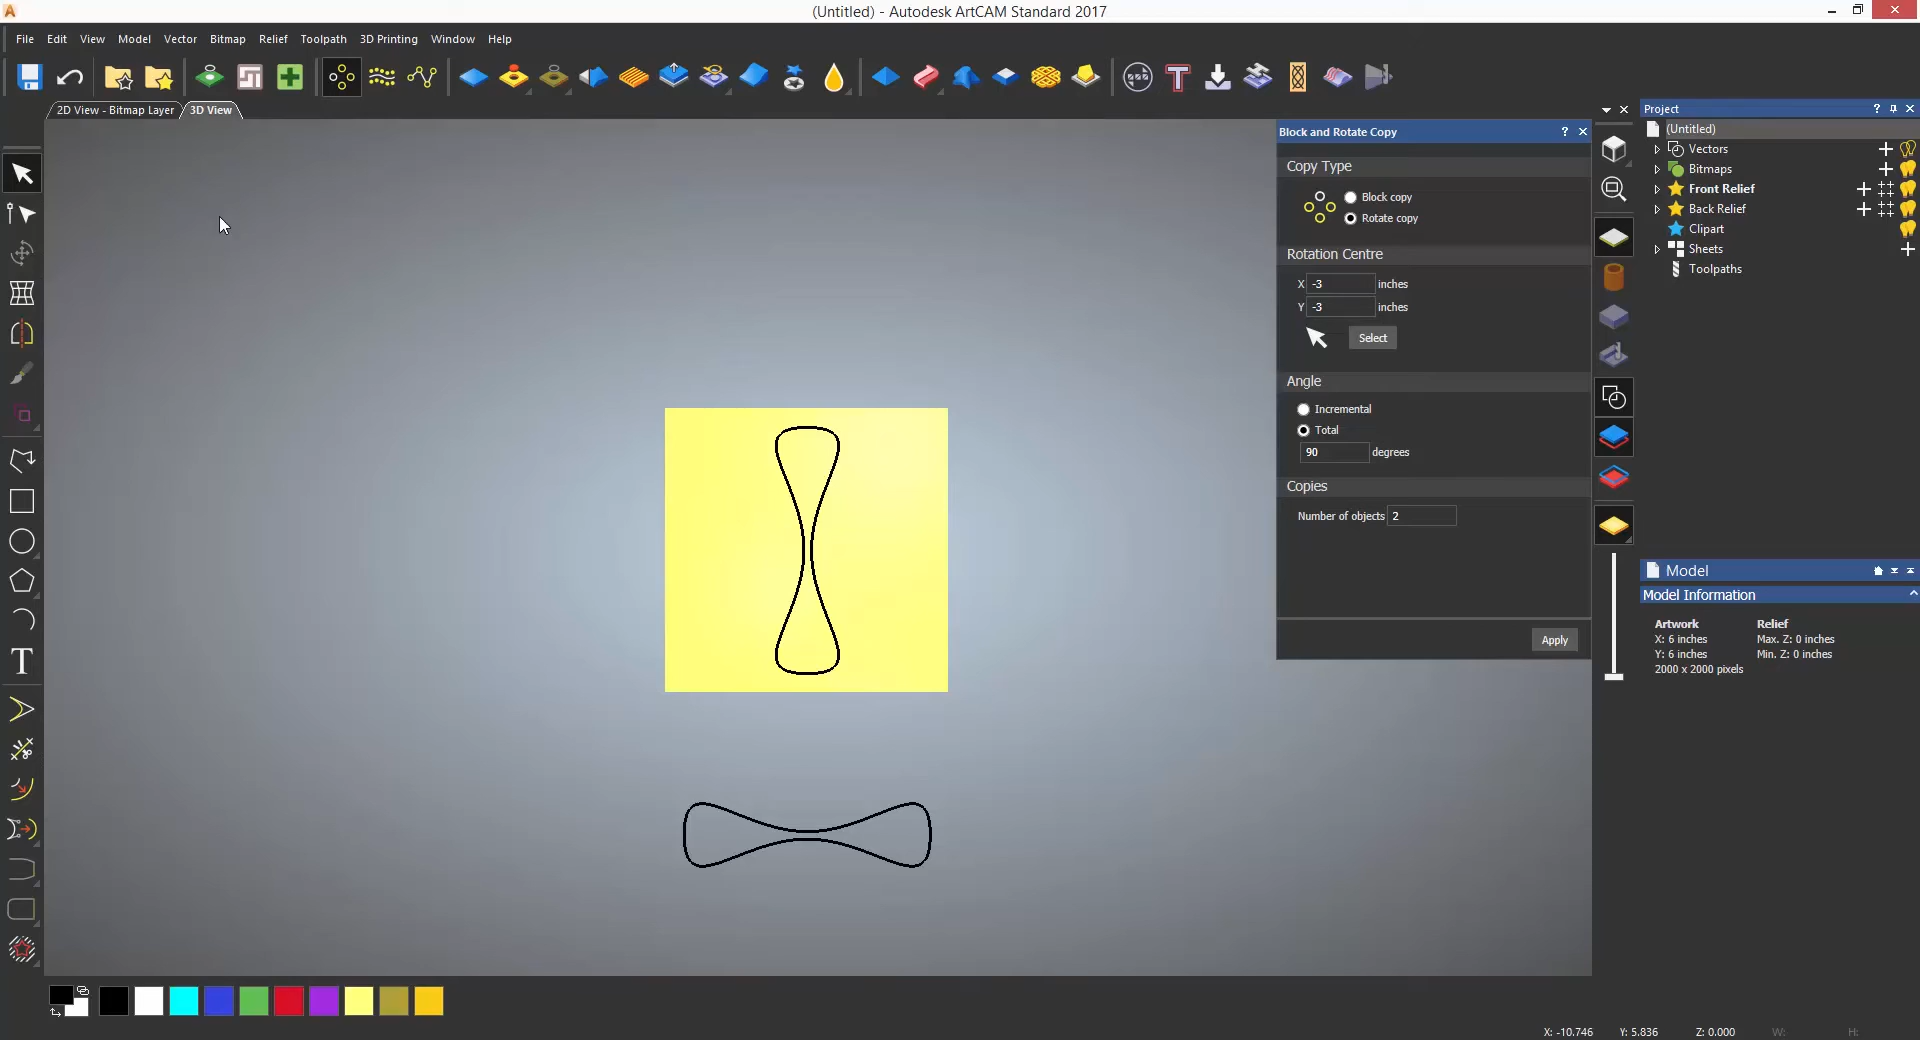 (Untitled) - Autodesk ArtCAM Standard 2017
File Edit View Model Vector Bitmap Relief Toolpath 3D Printing Window Help
2D View - Bitmap Layer 3D View
Block and Rotate Copy
Copy Type
Block copy
Rotate copy
Rotation Centre
X -3 inches
Y -3 inches
Select
Angle
Incremental
Total
90 degrees
Copies
Number of objects 2
Apply
Project
(Untitled)
Vectors
Bitmaps
Front Relief
Back Relief
Clipart
Sheets
Toolpaths
Model
Model Information
Artwork Relief
X: 6 inches Max. Z: 0 inches
Y: 6 inches Min. Z: 0 inches
2000 x 2000 pixels
X: -10.746 Y: 5.836 Z: 0.000 W: H: